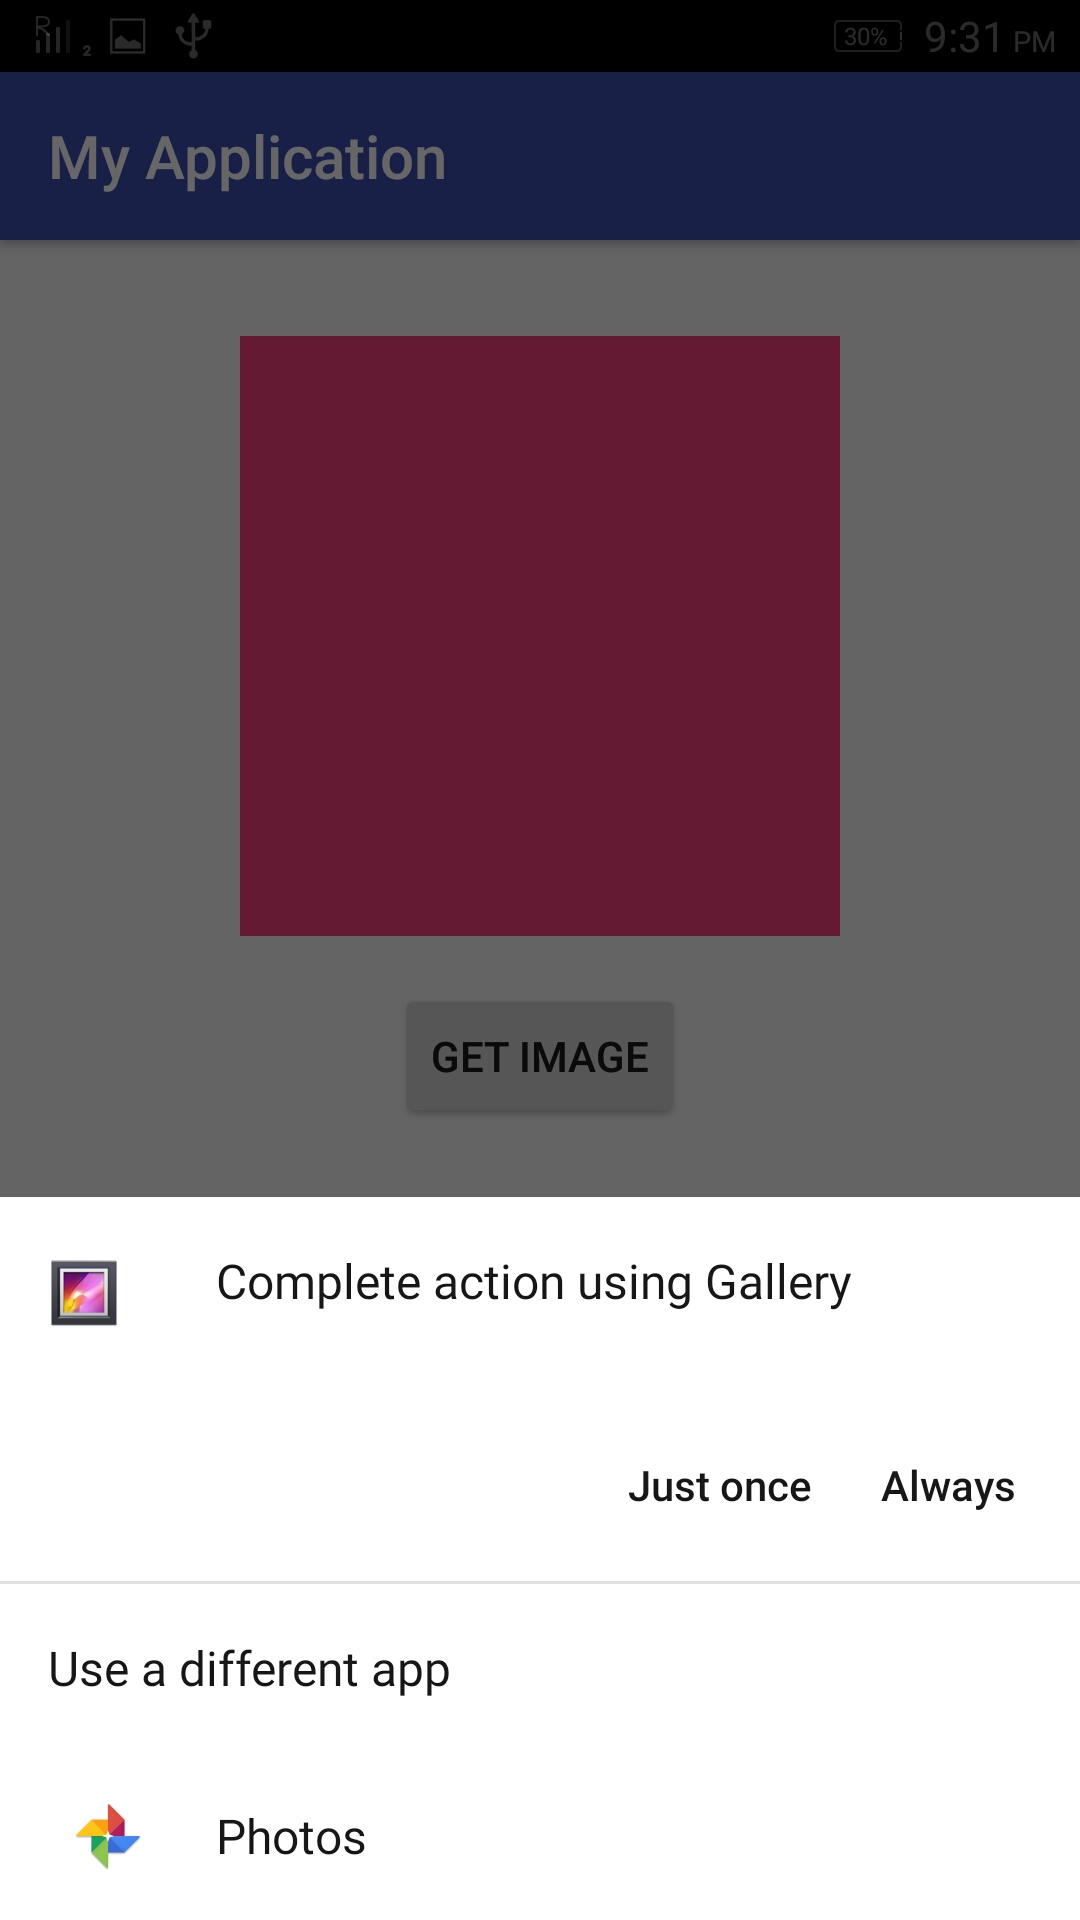 R 2 30% 9:31 PM
My Application
GET IMAGE
Complete action using Gallery
Just once Always
Use a different app
Photos